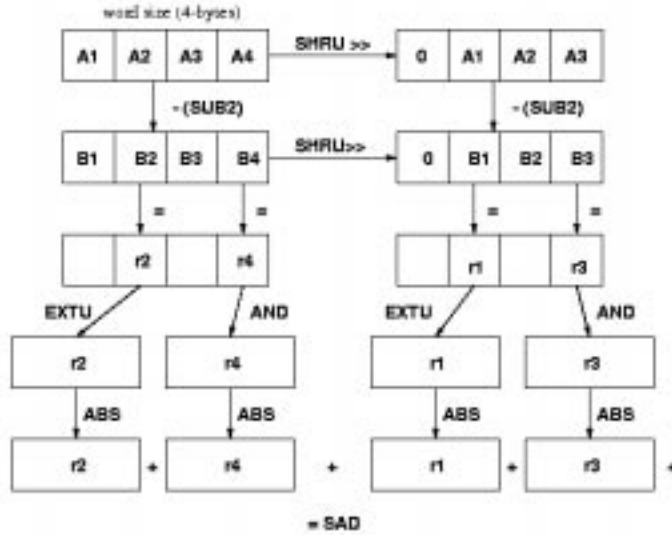 word size (4-bytes)
A1 A2 A3 A4 SHRU >> 0 A1 A2 A3
- (SUB2) - (SUB2)
B1 B2 B3 B4 SHRU>> 0 B1 B2 B3
= = = =
r2 r4 r1 r3
EXTU AND EXTU AND
r2 r4 r1 r3
ABS ABS ABS ABS
r2 + r4 + r1 + r3 +
= SAD